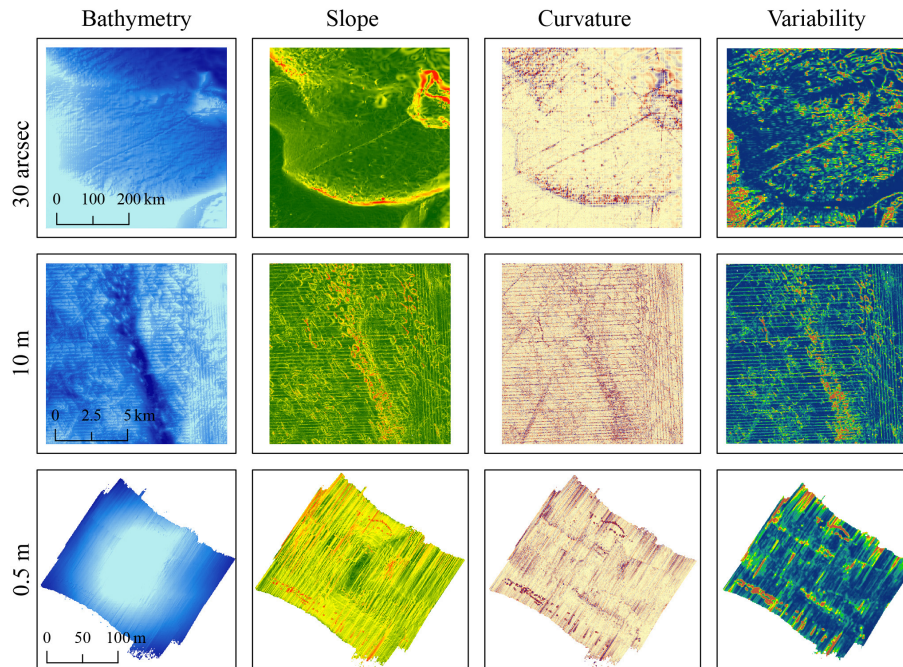 Bathymetry Slope Curvature Variability
30 arcsec
0 100 200 km
10 m
0 2.5 5 km
0.5 m
0 50 100 m